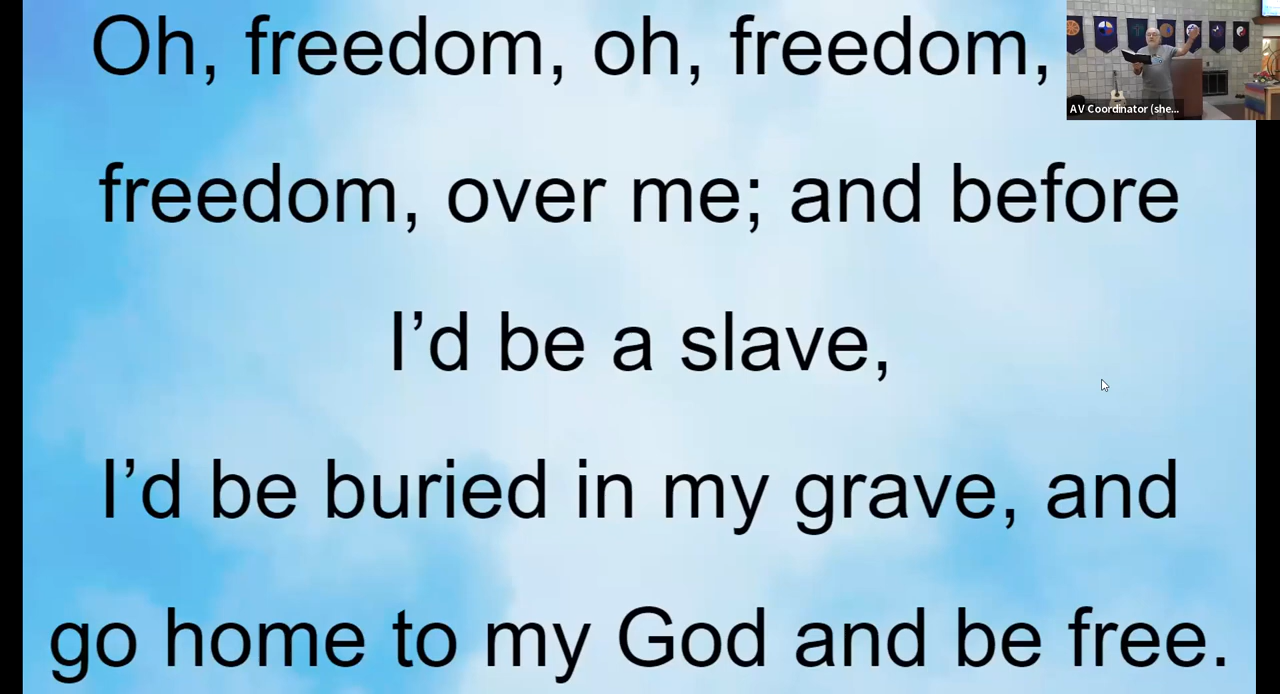 Oh, freedom, oh, freedom,
freedom, over me; and before
I’d be a slave,
I’d be buried in my grave, and
go home to my God and be free.
AV Coordinator (she...